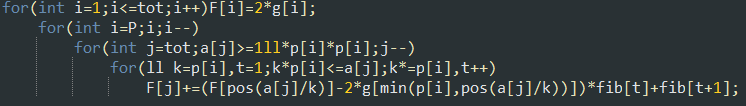 for(int i=1;i<=tot;i++)F[i]=2*g[i];
for(int i=P;i;i--)
for(int j=tot;a[j]>=1ll*p[i]*p[i];j--)
for(ll k=p[i],t=1;k*p[i]<=a[j];k*=p[i],t++)
F[j]+=(F[pos(a[j]/k)]-2*g[min(p[i],pos(a[j]/k))])*fib[t]+fib[t+1];